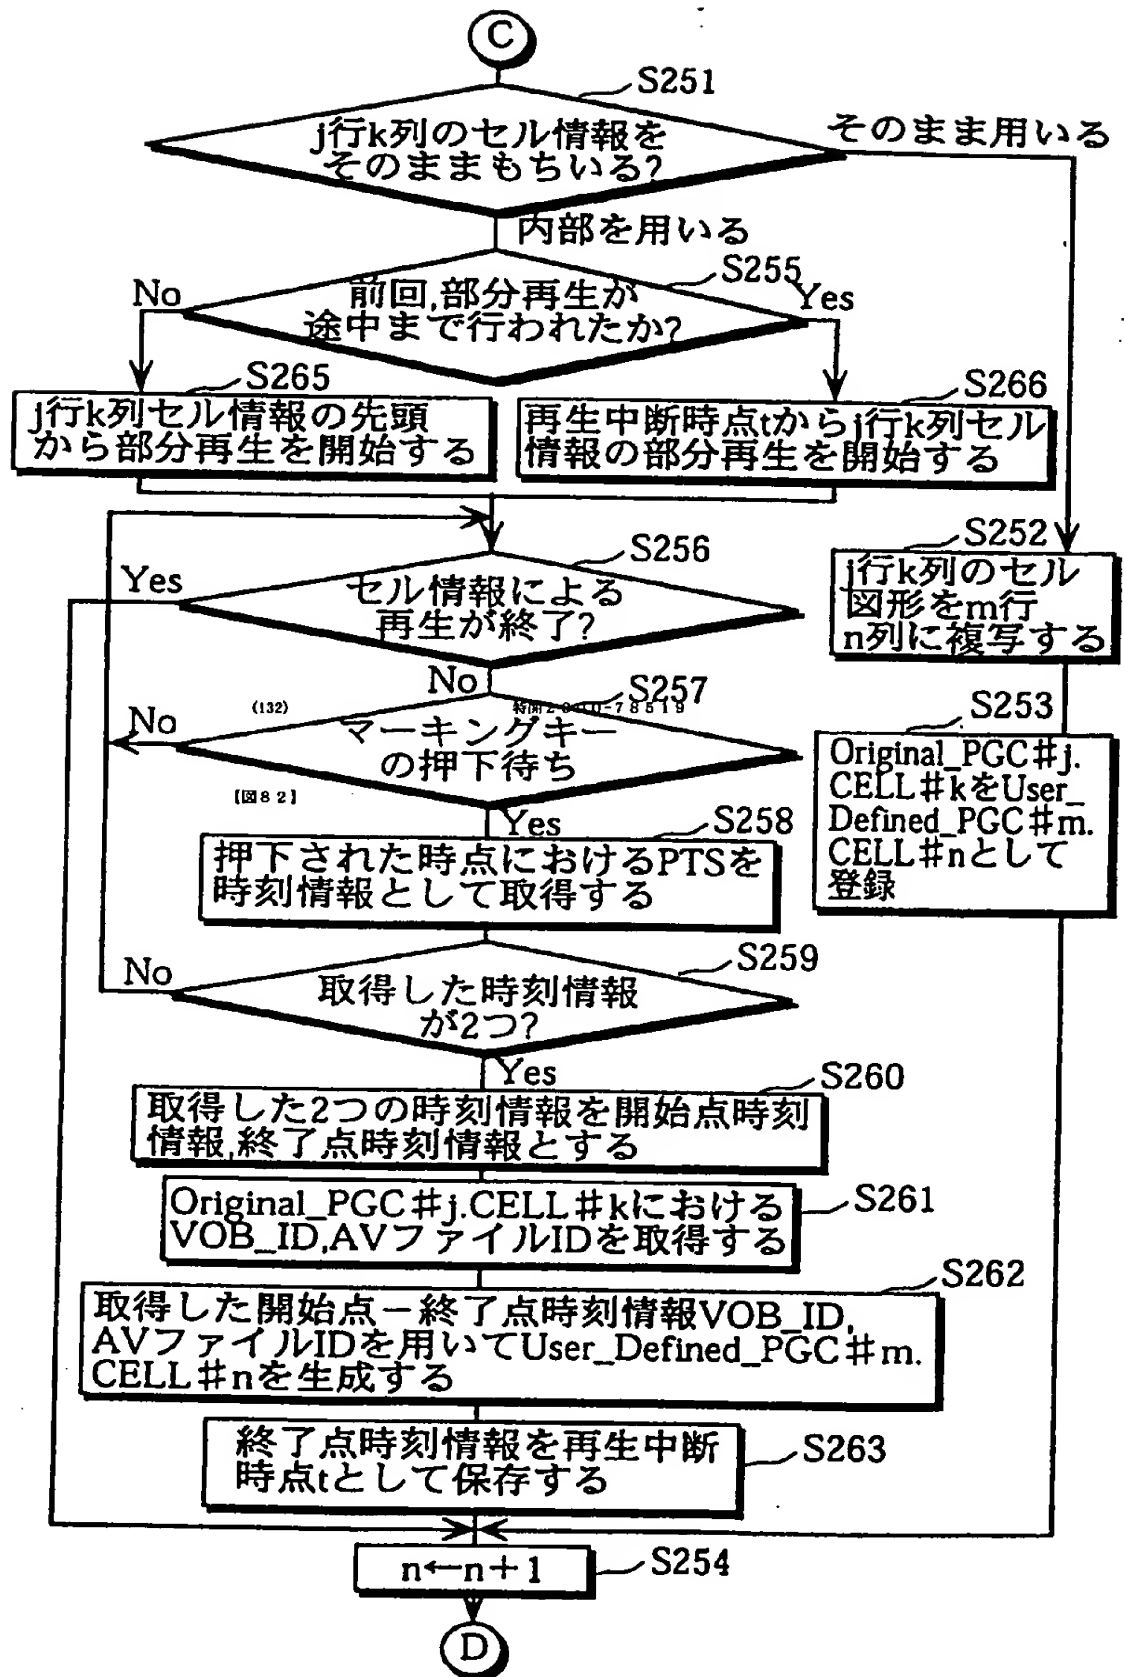 C
S251
j行k列のセル情報を
そのままもちいる?
そのまま用いる
内部を用いる
S255
前回,部分再生が
途中まで行われたか?
No
Yes
S265
j行k列セル情報の先頭
から部分再生を開始する
S266
再生中断時点tからj行k列セル
情報の部分再生を開始する
S256
セル情報による
再生が終了?
Yes
No
S252
j行k列のセル
図形をm行
n列に複写する
S257
(132)
特開2010-78519
マーキングキー
の押下待ち
No
【図82】
Yes
S253
Original_PGC#j.
CELL#kをUser_
Defined_PGC#m.
CELL#nとして
登録
S258
押下された時点におけるPTSを
時刻情報として取得する
S259
取得した時刻情報
が2つ?
No
Yes
S260
取得した2つの時刻情報を開始点時刻
情報,終了点時刻情報とする
S261
Original_PGC#j.CELL#kにおける
VOB_ID,AVファイルIDを取得する
S262
取得した開始点−終了点時刻情報VOB_ID,
AVファイルIDを用いてUser_Defined_PGC#m.
CELL#nを生成する
S263
終了点時刻情報を再生中断
時点tとして保存する
S254
n←n+1
D